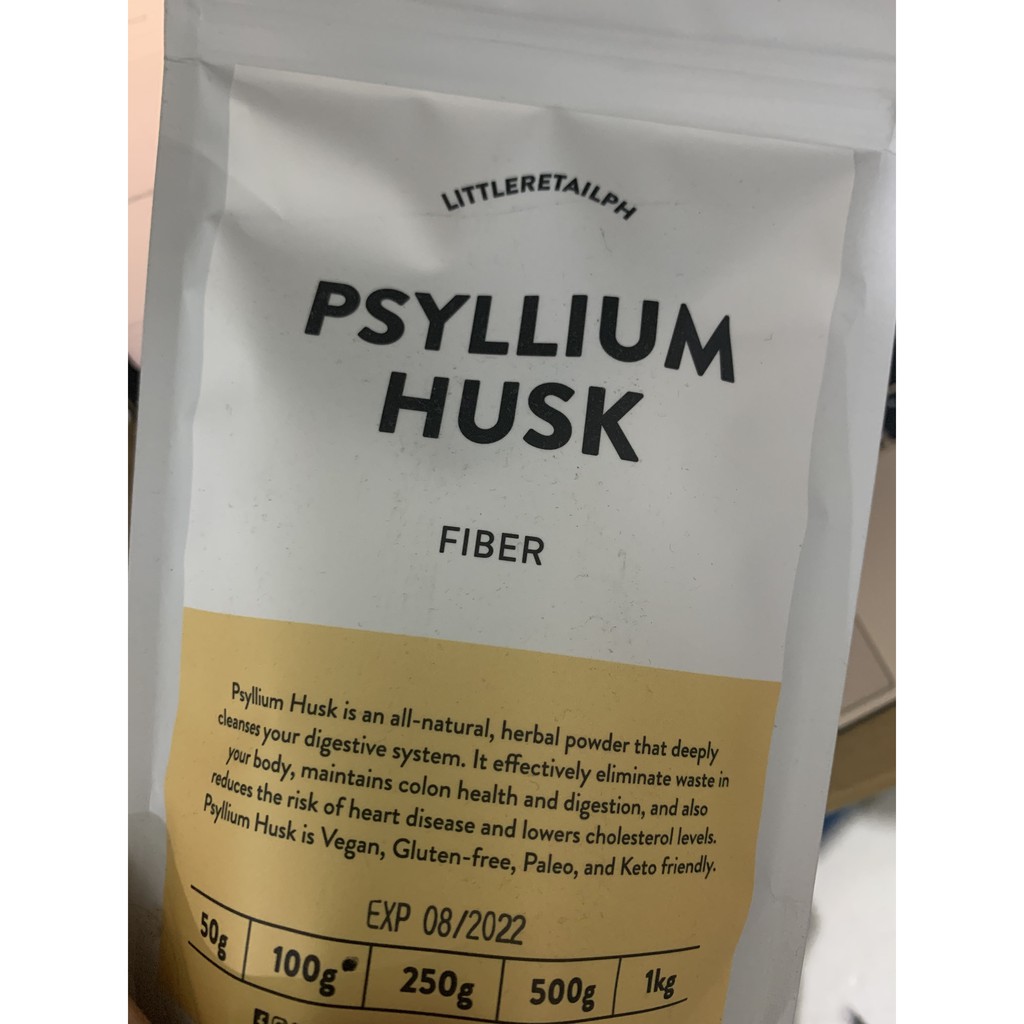 LITTLERETAILPH
PSYLLIUM
HUSK
FIBER
Psyllium Husk is an all-natural, herbal powder that deeply
cleanses your digestive system. It effectively eliminate waste in
your body, maintains colon health and digestion, and also
reduces the risk of heart disease and lowers cholesterol levels.
Psyllium Husk is Vegan, Gluten-free, Paleo, and Keto friendly.
EXP 08/2022
50g 100g 250g 500g 1kg